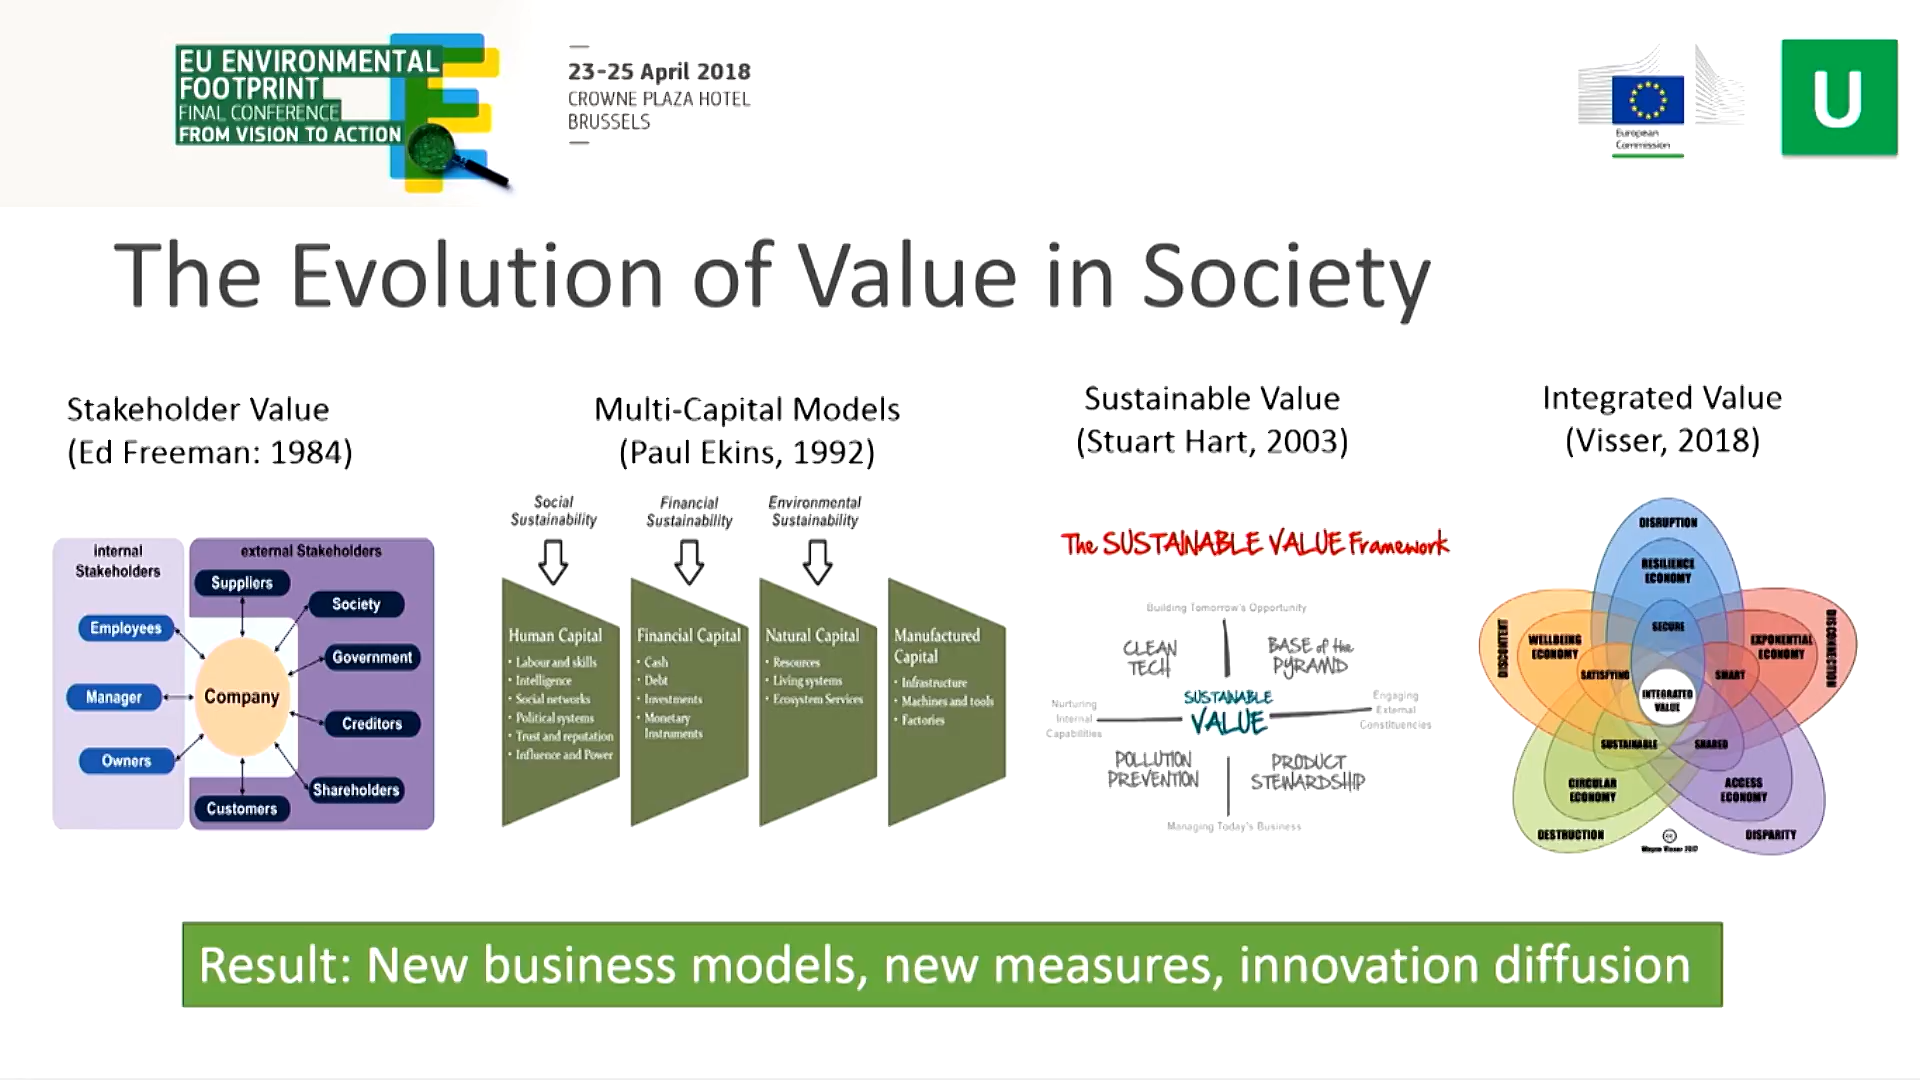 EU ENVIRONMENTAL
FOOTPRINT
FINAL CONFERENCE
FROM VISION TO ACTION
23-25 April 2018
CROWNE PLAZA HOTEL
BRUSSELS
European
Commission
U
The Evolution of Value in Society
Stakeholder Value
(Ed Freeman: 1984)
internal
Stakeholders
external Stakeholders
Suppliers
Society
Employees
Government
Manager
Company
Creditors
Owners
Shareholders
Customers
Multi-Capital Models
(Paul Ekins, 1992)
Social
Sustainability
Financial
Sustainability
Environmental
Sustainability
Human Capital
• Labour and skills
• Intelligence
• Social networks
• Political systems
• Trust and reputation
• Influence and Power
Financial Capital
• Cash
• Debt
• Investments
• Monetary
Instruments
Natural Capital
• Resources
• Living systems
• Ecosystem Services
Manufactured
Capital
• Infrastructure
• Machines and tools
• Factories
Sustainable Value
(Stuart Hart, 2003)
The SUSTAINABLE VALUE Framework
Building Tomorrow's Opportunity
CLEAN
TECH
BASE of the
PYRAMID
Nurturing
Internal
Capabilities
SUSTAINABLE
VALUE
Engaging
External
Constituencies
POLLUTION
PREVENTION
PRODUCT
STEWARDSHIP
Managing Today's Business
Integrated Value
(Visser, 2018)
DISRUPTION
RESILIENCE
ECONOMY
SECURE
DISCONTENT
WELLBEING
ECONOMY
SATISFYING
EXPONENTIAL
ECONOMY
DISCONNECTION
SMART
INTEGRATED
VALUE
SUSTAINABLE
SHARED
CIRCULAR
ECONOMY
ACCESS
ECONOMY
DESTRUCTION
DISPARITY
Wayne Visser 2017
Result: New business models, new measures, innovation diffusion